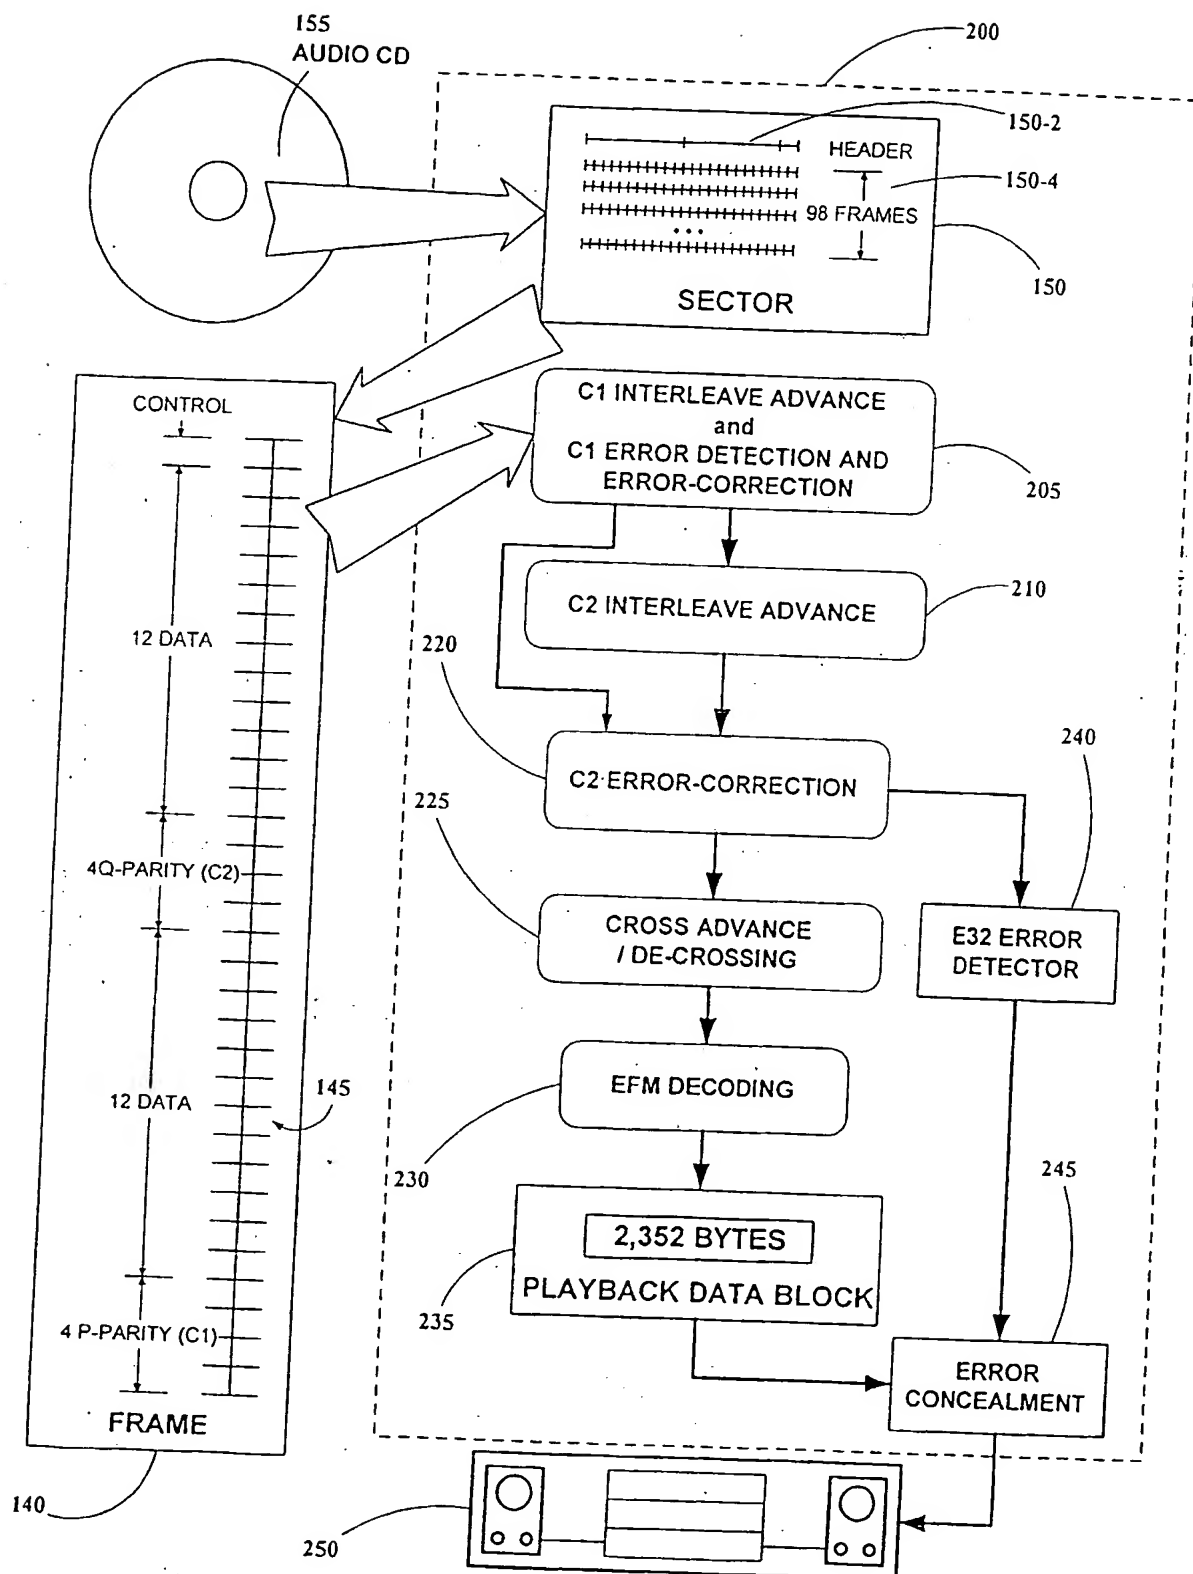 155
AUDIO CD
200
150-2
HEADER
150-4
98 FRAMES
...
SECTOR
150
CONTROL
C1 INTERLEAVE ADVANCE
and
C1 ERROR DETECTION AND
ERROR-CORRECTION
205
12 DATA
C2 INTERLEAVE ADVANCE
210
220
C2 ERROR-CORRECTION
240
225
4Q-PARITY (C2)
CROSS ADVANCE
/ DE-CROSSING
E32 ERROR
DETECTOR
12 DATA
145
EFM DECODING
230
245
2,352 BYTES
PLAYBACK DATA BLOCK
235
4 P-PARITY (C1)
ERROR
CONCEALMENT
FRAME
140
250